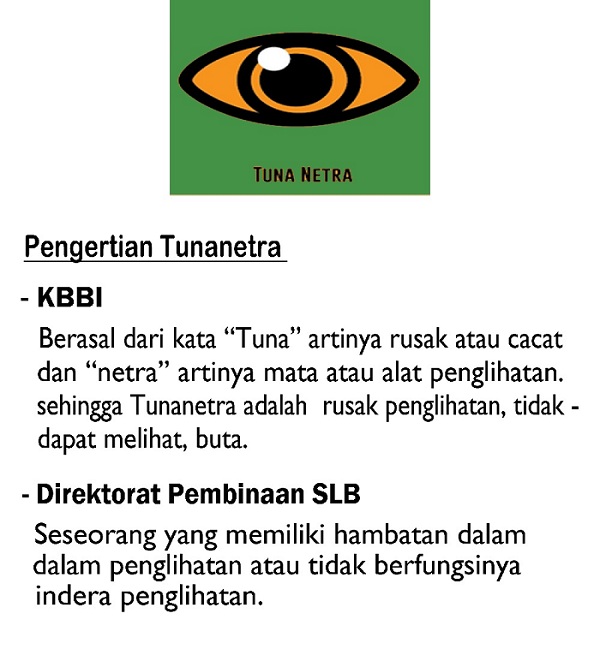 TUNA NETRA
Pengertian Tunanetra
- KBBI
Berasal dari kata “Tuna” artinya rusak atau cacat
dan “netra” artinya mata atau alat penglihatan.
sehingga Tunanetra adalah rusak penglihatan, tidak -
dapat melihat, buta.
- Direktorat Pembinaan SLB
Seseorang yang memiliki hambatan dalam
dalam penglihatan atau tidak berfungsinya
indera penglihatan.